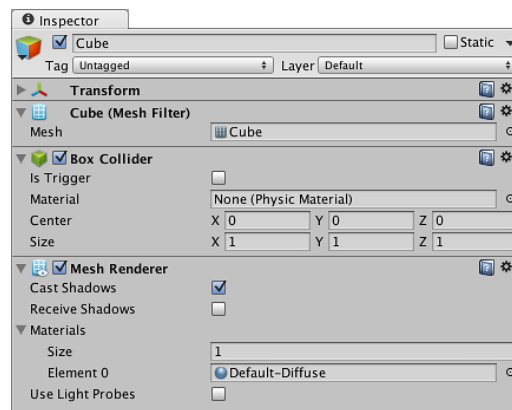 Inspector
Cube Static
Tag Untagged Layer Default
Transform
Cube (Mesh Filter)
Mesh Cube
Box Collider
Is Trigger
Material None (Physic Material)
Center X 0 Y 0 Z 0
Size X 1 Y 1 Z 1
Mesh Renderer
Cast Shadows
Receive Shadows
Materials
Size 1
Element 0 Default-Diffuse
Use Light Probes